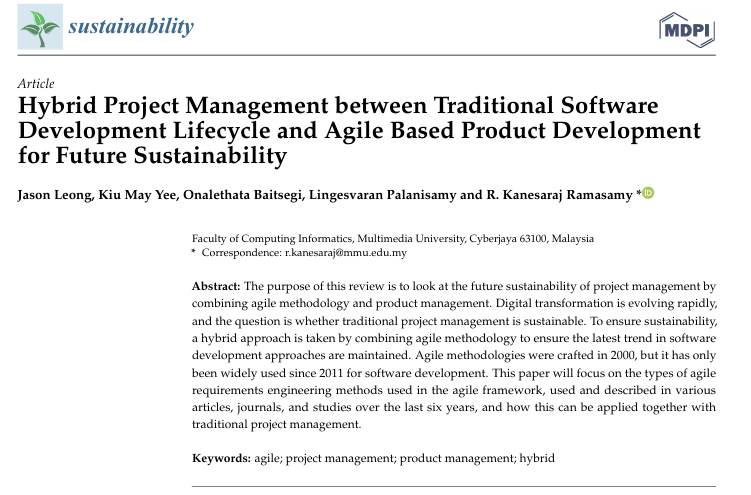 sustainability
MDPI
Article
Hybrid Project Management between Traditional Software
Development Lifecycle and Agile Based Product Development
for Future Sustainability
Jason Leong, Kiu May Yee, Onalethata Baitsegi, Lingesvaran Palanisamy and R. Kanesaraj Ramasamy * iD
Faculty of Computing Informatics, Multimedia University, Cyberjaya 63100, Malaysia
* Correspondence: r.kanesaraj@mmu.edu.my
Abstract: The purpose of this review is to look at the future sustainability of project management by
combining agile methodology and product management. Digital transformation is evolving rapidly,
and the question is whether traditional project management is sustainable. To ensure sustainability,
a hybrid approach is taken by combining agile methodology to ensure the latest trend in software
development approaches are maintained. Agile methodologies were crafted in 2000, but it has only
been widely used since 2011 for software development. This paper will focus on the types of agile
requirements engineering methods used in the agile framework, used and described in various
articles, journals, and studies over the last six years, and how this can be applied together with
traditional project management.
Keywords: agile; project management; product management; hybrid